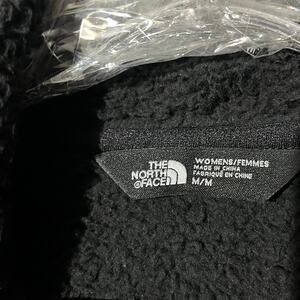 THE
NORTH
FACE
WOMENS/FEMMES
MADE IN CHINA
FABRIQUÉ EN CHINE
M/M